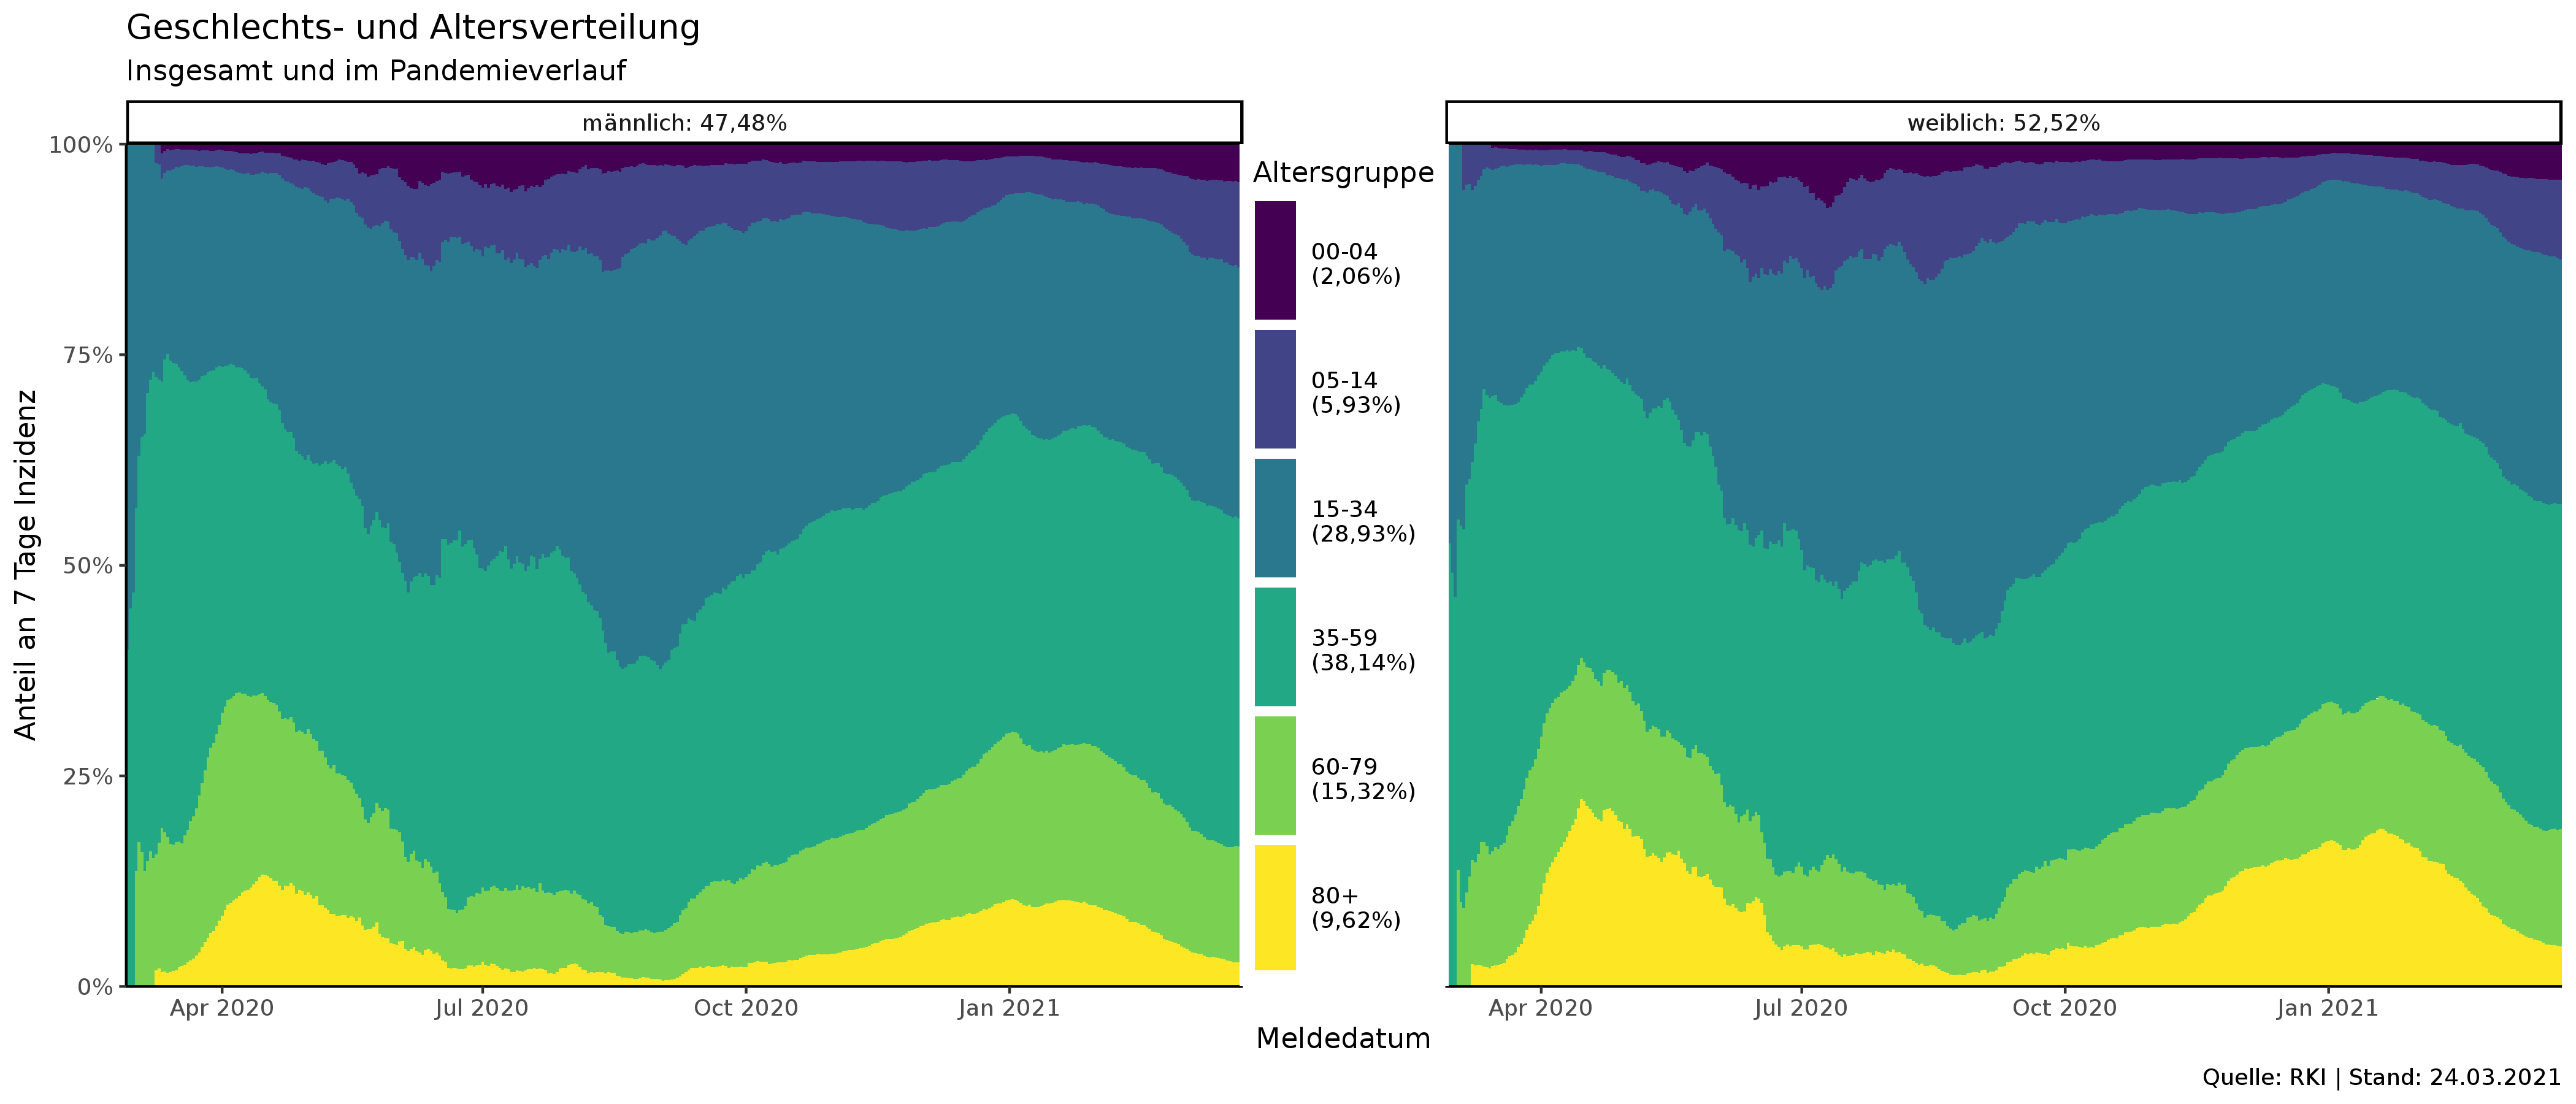 Geschlechts- und Altersverteilung
Insgesamt und im Pandemieverlauf
männlich: 47,48%
weiblich: 52,52%
Anteil an 7 Tage Inzidenz
100%
75%
50%
25%
0%
Altersgruppe
00-04
(2,06%)
05-14
(5,93%)
15-34
(28,93%)
35-59
(38,14%)
60-79
(15,32%)
80+
(9,62%)
Apr 2020
Jul 2020
Oct 2020
Jan 2021
Apr 2020
Jul 2020
Oct 2020
Jan 2021
Meldedatum
Quelle: RKI | Stand: 24.03.2021